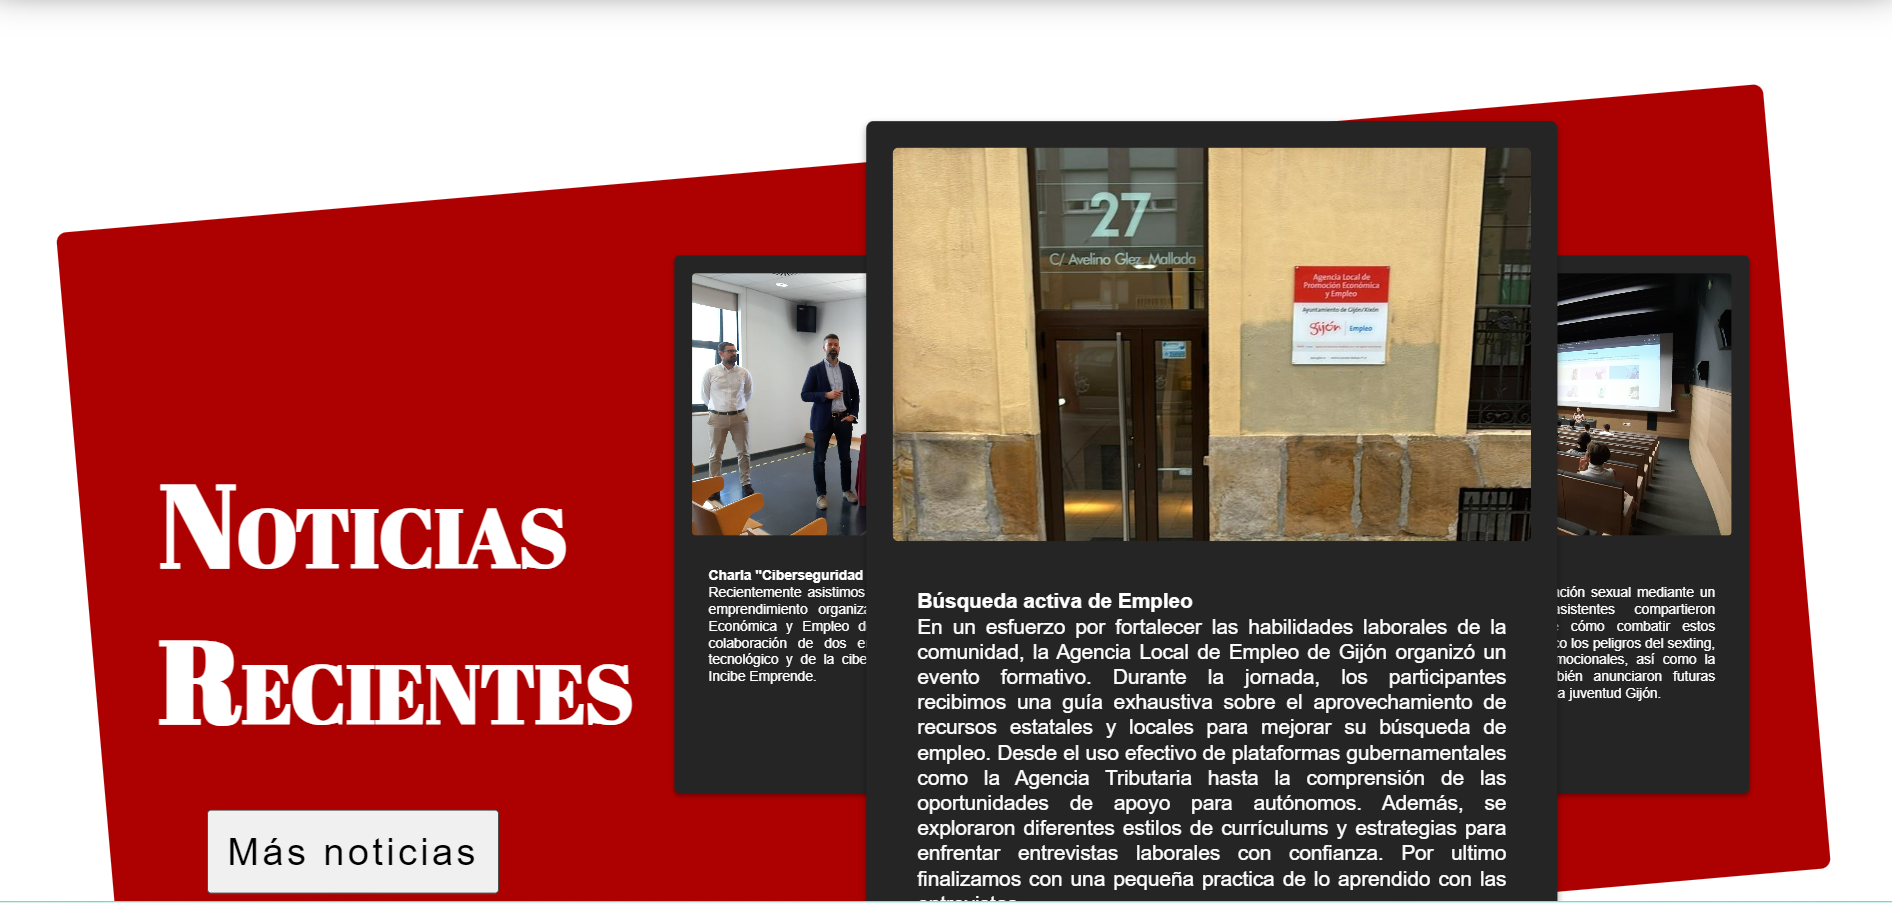 Noticias
Recientes
Más noticias
Charla "Ciberseguridad
Recientemente asistimos
emprendimiento
Económica y Empleo
colaboración de dos
tecnológico y de la
Incibe Emprende.
27
C/ Avelino Glez. Mallada
Agencia Local de
Promoción Económica
y Empleo
Ayuntamiento de Gijón/Xixón
gijón Empleo
Búsqueda activa de Empleo
En un esfuerzo por fortalecer las habilidades laborales de la
comunidad, la Agencia Local de Empleo de Gijón organizó un
evento formativo. Durante la jornada, los participantes
recibimos una guía exhaustiva sobre el aprovechamiento de
recursos estatales y locales para mejorar su búsqueda de
empleo. Desde el uso efectivo de plataformas gubernamentales
como la Agencia Tributaria hasta la comprensión de las
oportunidades de apoyo para autónomos. Además, se
exploraron diferentes estilos de currículums y estrategias para
enfrentar entrevistas laborales con confianza. Por ultimo
finalizamos con una pequeña practica de lo aprendido con las
sexual mediante un
compartieron
cómo combatir estos
los peligros del sexting,
así como la
anunciaron futuras
juventud Gijón.